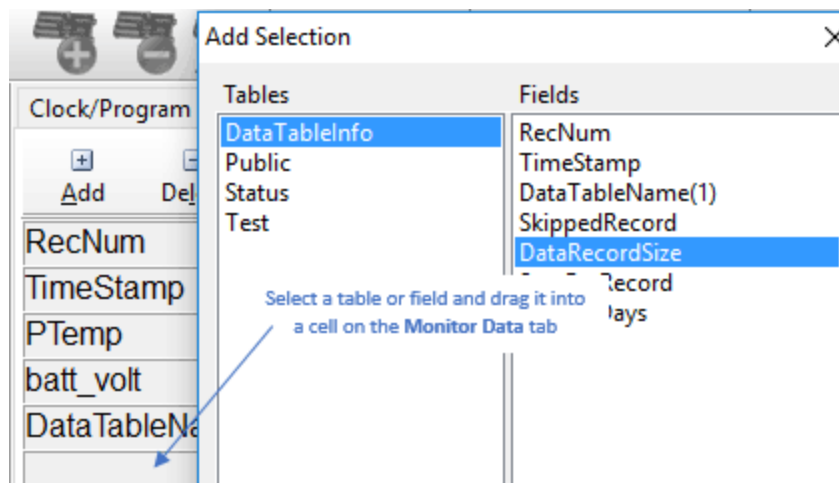 Add Selection
Clock/Program
Tables
Fields
Add
RecNum
TimeStamp
PTemp
batt_volt
DataTableInfo
Public
Status
Test
RecNum
TimeStamp
DataTableName(1)
SkippedRecord
DataRecordSize
Record
Select a table or field and drag it into
a cell on the Monitor Data tab